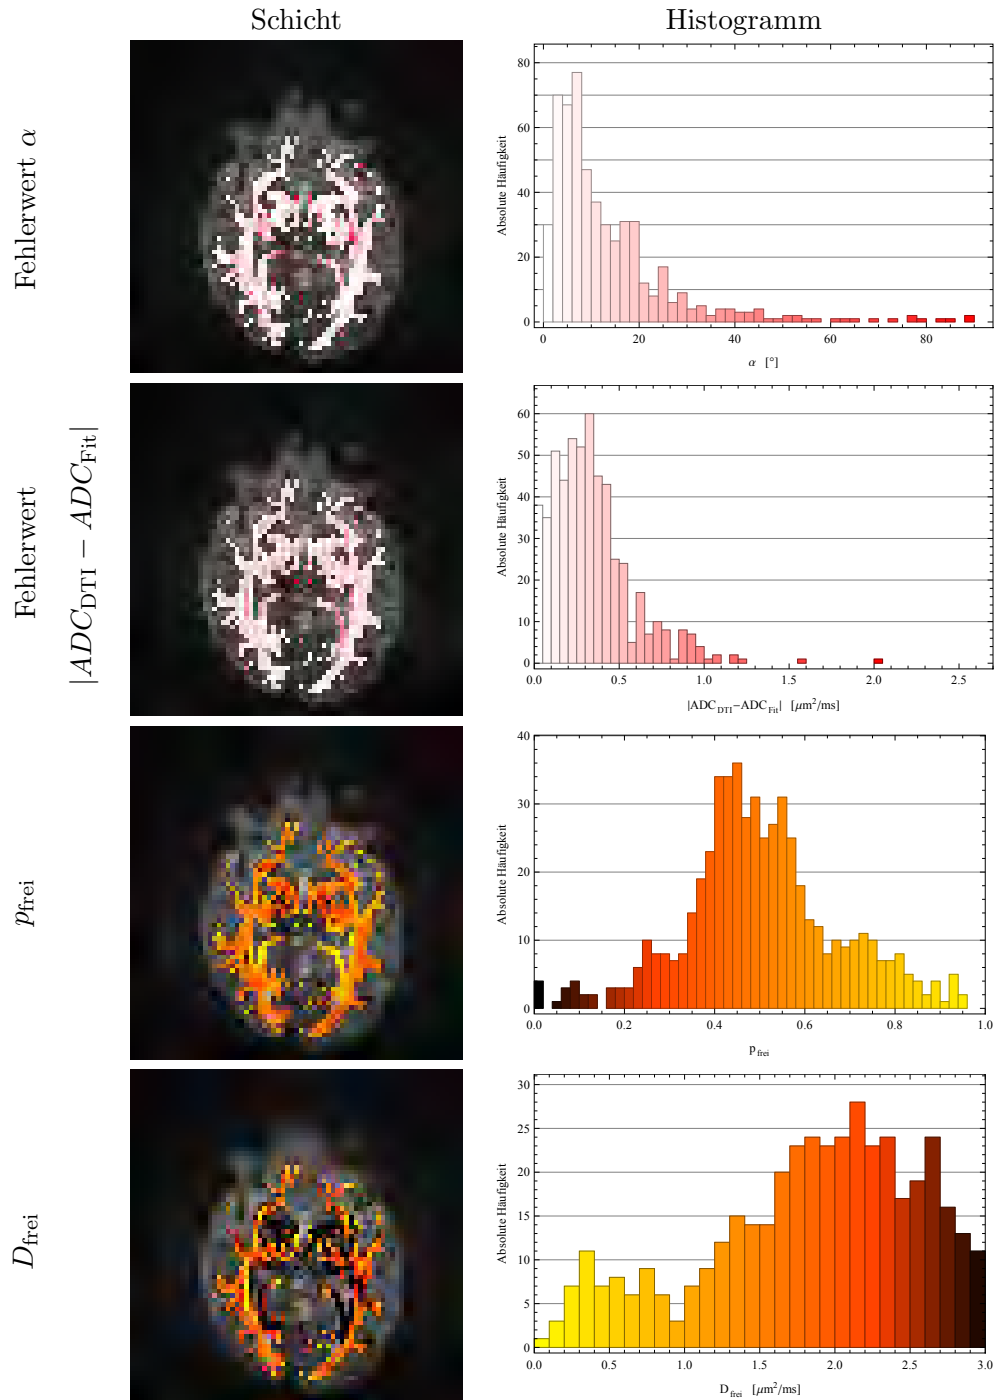 Schicht
Histogramm
Fehlerwert α
Absolute Häufigkeit
80
60
40
20
0
0 20 40 60 80
α [°]
Fehlerwert
|ADC_DTI − ADC_Fit|
Absolute Häufigkeit
60
50
40
30
20
10
0
0.0 0.5 1.0 1.5 2.0 2.5
|ADC_DTI−ADC_Fit| [μm²/ms]
p_frei
Absolute Häufigkeit
40
30
20
10
0
0.0 0.2 0.4 0.6 0.8 1.0
p_frei
D_frei
Absolute Häufigkeit
30
25
20
15
10
5
0
0.0 0.5 1.0 1.5 2.0 2.5 3.0
D_frei [μm²/ms]